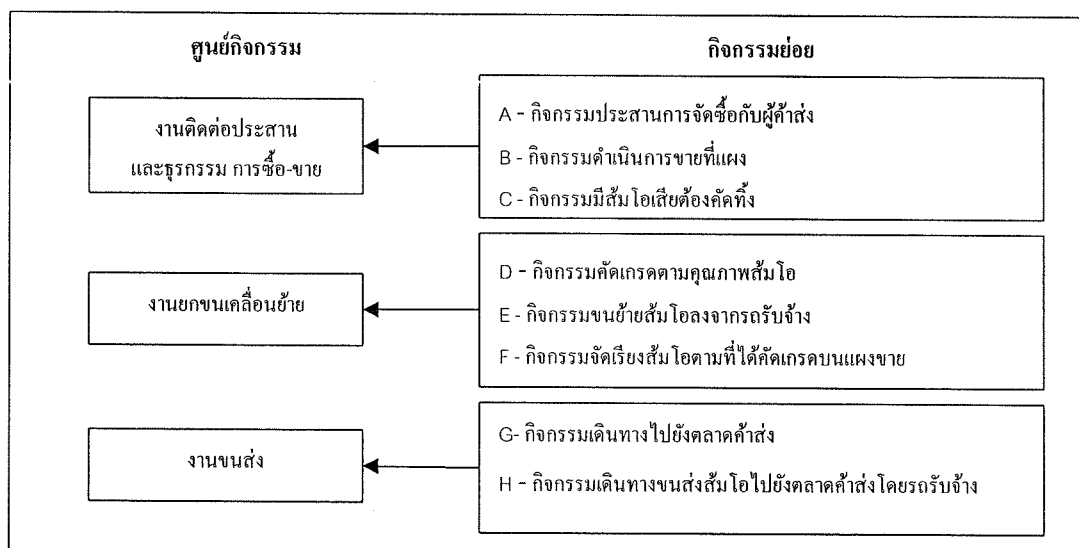 ศูนย์กิจกรรม
กิจกรรมย่อย
งานติดต่อประสาน
และธุรกรรม การซื้อ-ขาย
A - กิจกรรมประสานการจัดซื้อกับผู้ค้าส่ง
B - กิจกรรมดำเนินการขายที่แผง
C - กิจกรรมมีส้มโอเสียต้องคัดทิ้ง
งานยกขนเคลื่อนย้าย
D - กิจกรรมคัดเกรดตามคุณภาพส้มโอ
E - กิจกรรมขนย้ายส้มโอลงจากรถรับจ้าง
F - กิจกรรมจัดเรียงส้มโอตามที่ได้คัดเกรดบนแผงขาย
งานขนส่ง
G- กิจกรรมเดินทางไปยังตลาดค้าส่ง
H - กิจกรรมเดินทางขนส่งส้มโอไปยังตลาดค้าส่งโดยรถรับจ้าง